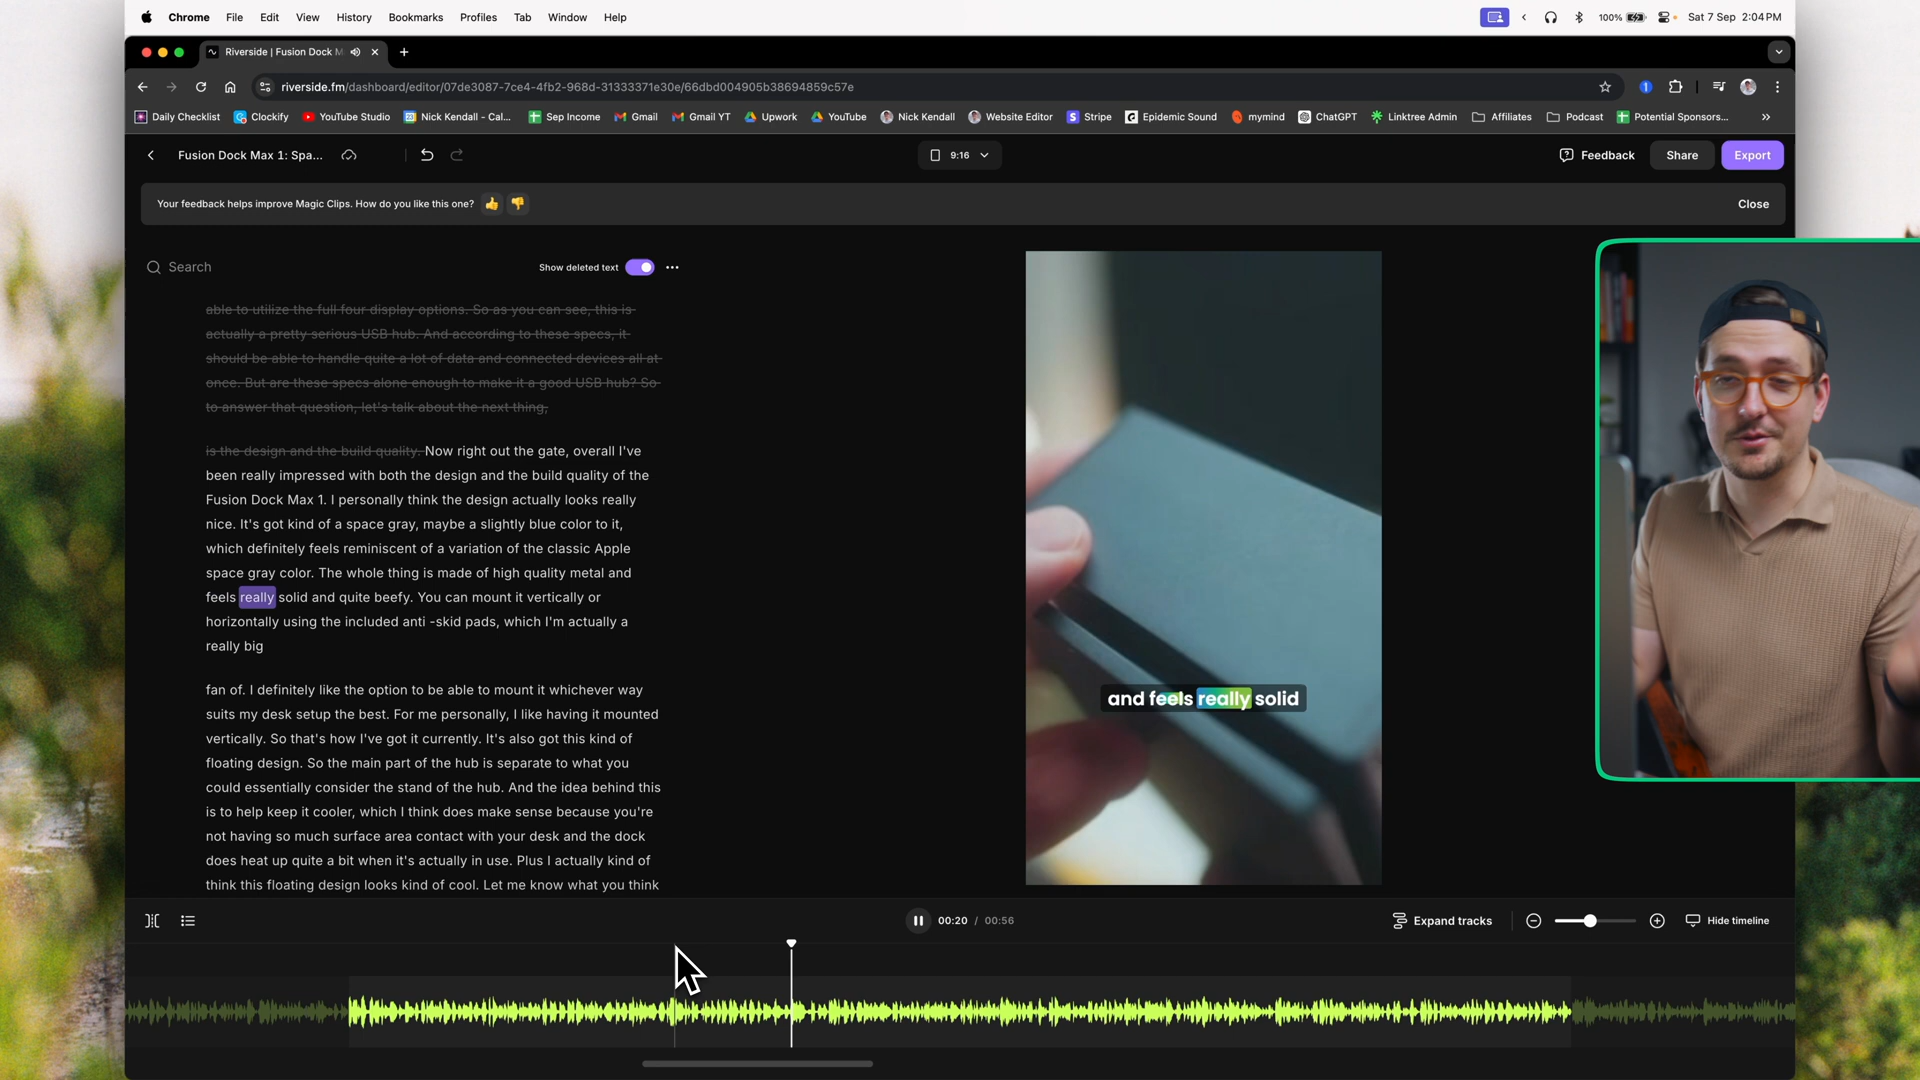 Chrome File Edit View History Bookmarks Profiles Tab Window Help 100% Sat 7 Sep 2:04 PM
Riverside | Fusion Dock M
riverside.fm/dashboard/editor/07de3087-7ce4-4fb2-968d-31333371e30e/66dbd004905b38694859c57e
1
Daily Checklist Clockify YouTube Studio Nick Kendall - Cal... Sep Income Gmail Gmail YT Upwork YouTube Nick Kendall Website Editor Stripe Epidemic Sound mymind ChatGPT Linktree Admin Affiliates Podcast Potential Sponsors...
Fusion Dock Max 1: Spa... 9:16 Feedback Share Export
Your feedback helps improve Magic Clips. How do you like this one? Close
Search Show deleted text
able to utilize the full four display options. So as you can see, this is
actually a pretty serious USB hub. And according to these specs, it
should be able to handle quite a lot of data and connected devices all at
once. But are these specs alone enough to make it a good USB hub? So
to answer that question, let's talk about the next thing,
is the design and the build quality. Now right out the gate, overall I've
been really impressed with both the design and the build quality of the
Fusion Dock Max 1. I personally think the design actually looks really
nice. It's got kind of a space gray, maybe a slightly blue color to it,
which definitely feels reminiscent of a variation of the classic Apple
space gray color. The whole thing is made of high quality metal and
feels really solid and quite beefy. You can mount it vertically or
horizontally using the included anti -skid pads, which I'm actually a
really big
fan of. I definitely like the option to be able to mount it whichever way
suits my desk setup the best. For me personally, I like having it mounted
vertically. So that's how I've got it currently. It's also got this kind of
floating design. So the main part of the hub is separate to what you
could essentially consider the stand of the hub. And the idea behind this
is to help keep it cooler, which I think does make sense because you're
not having so much surface area contact with your desk and the dock
does heat up quite a bit when it's actually in use. Plus I actually kind of
think this floating design looks kind of cool. Let me know what you think
and feels really solid
00:20 / 00:56 Expand tracks Hide timeline